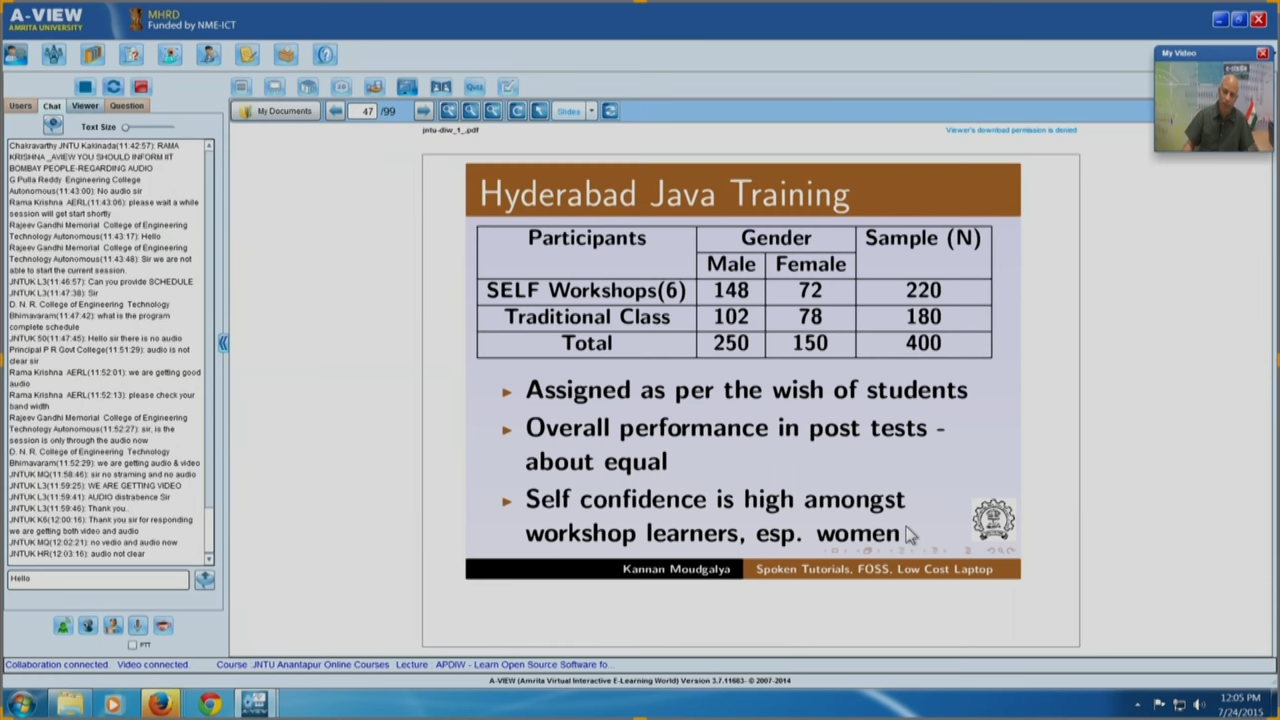 A-VIEW
AMRITA UNIVERSITY
MHRD
Funded by NME-ICT
My Video
Users Chat Viewer Question
Text Size
Chakravarthy JNTU Kakinada(11:42:57): RAMA
KRISHNA _AVIEW YOU SHOULD INFORM IIT
BOMBAY PEOPLE-REGARDING AUDIO
G Pulla Reddy Engineering College
Autonomous(11:43:00): No audio sir
Rama Krishna AERL(11:43:06): please wait a while
session will get start shortly
Rajeev Gandhi Memorial College of Engineering
Technology Autonomous(11:43:17): Hello
Rajeev Gandhi Memorial College of Engineering
Technology Autonomous(11:43:48): Sir we are not
able to start the current session.
JNTUK L3(11:46:57): Can you provide SCHEDULE
JNTUK L3(11:47:38): Sir
D. N. R. College of Engineering Technology
Bhimavaram(11:47:42): what is the program
complete schedule
JNTUK 50(11:47:45): Hello sir there is no audio
Principal P R Govt College(11:51:29): audio is not
clear sir
Rama Krishna AERL(11:52:01): we are getting good
audio
Rama Krishna AERL(11:52:13): please check your
band width
Rajeev Gandhi Memorial College of Engineering
Technology Autonomous(11:52:27): sir, is the
session is only through the audio now
D. N. R. College of Engineering Technology
Bhimavaram(11:52:29): we are getting audio & video
JNTUK MQ(11:58:46): sir no straming and no audio
JNTUK L3(11:59:25): WE ARE GETTING VIDEO
JNTUK L3(11:59:41): AUDIO distrabence Sir
JNTUK L3(11:59:46): Thank you..
JNTUK K6(12:00:16): Thank you sir for responding
we are getting both video and audio
JNTUK MQ(12:02:21): no vedio and audio now
JNTUK HR(12:03:16): audio not clear
Hello
PTT
Quiz
My Documents 47 /99 Slides
jntu-diw_1_.pdf Viewer's download permission is denied
Hyderabad Java Training
Participants Gender Sample (N)
Male Female
SELF Workshops(6) 148 72 220
Traditional Class 102 78 180
Total 250 150 400
Assigned as per the wish of students
Overall performance in post tests -
about equal
Self confidence is high amongst
workshop learners, esp. women
Kannan Moudgalya Spoken Tutorials, FOSS, Low Cost Laptop
Collaboration connected. Video connected. Course : JNTU Anantapur Online Courses Lecture : APDIW - Learn Open Source Software fo...
A-VIEW (Amrita Virtual Interactive E-Learning World) Version 3.7.11663- © 2007-2014
12:05 PM
7/24/2015